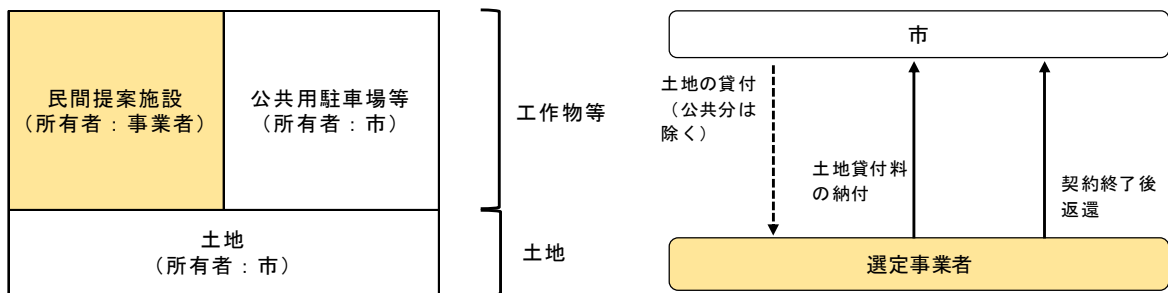 民間提案施設
（所有者：事業者）
公共用駐車場等
（所有者：市）
土地
（所有者：市）
工作物等
土地
市
土地の貸付
（公共分は
除く）
土地貸付料
の納付
契約終了後
返還
選定事業者